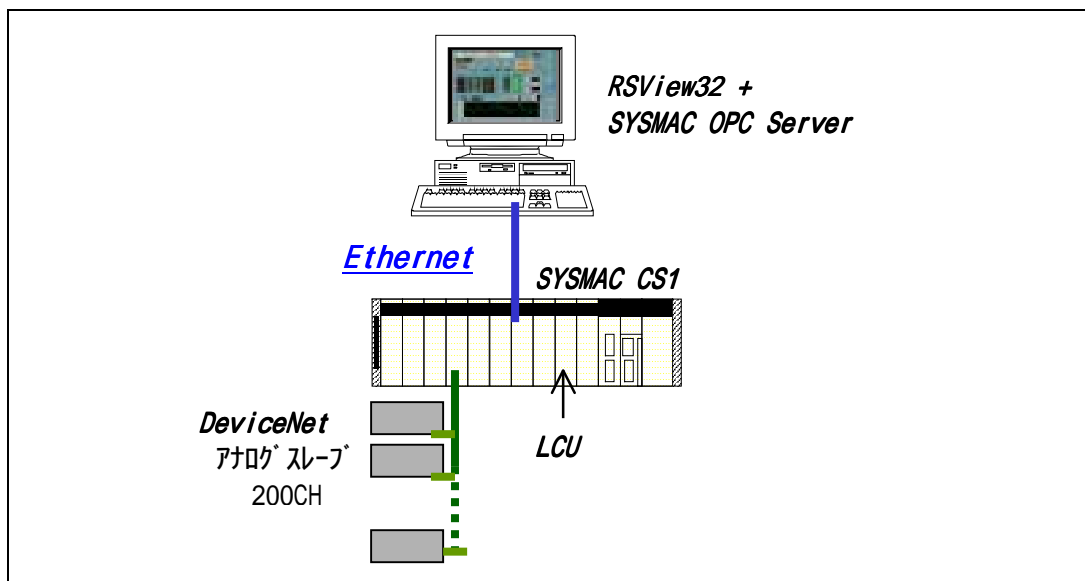 RSView32 +
SYSMAC OPC Server
Ethernet
SYSMAC CS1
DeviceNet
ｱﾅﾛｸﾞｽﾚｰﾌﾞ
200CH
LCU